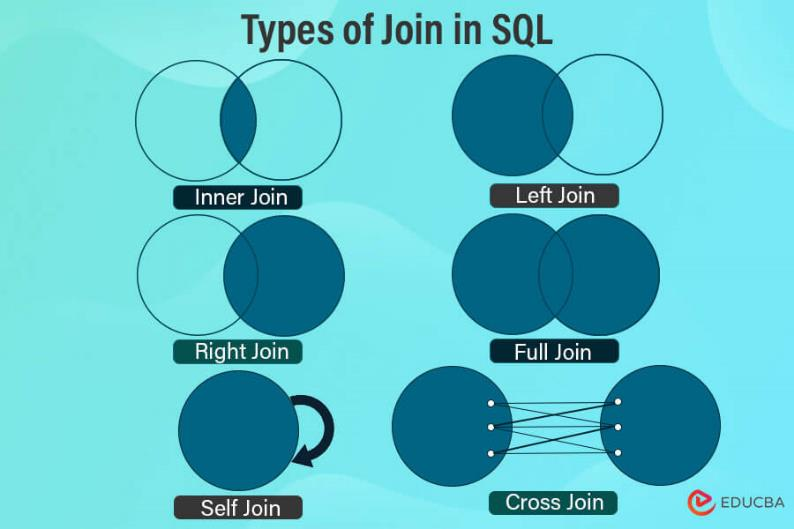 Types of Join in SQL
Inner Join
Left Join
Right Join
Full Join
Self Join
Cross Join
EDUCBA